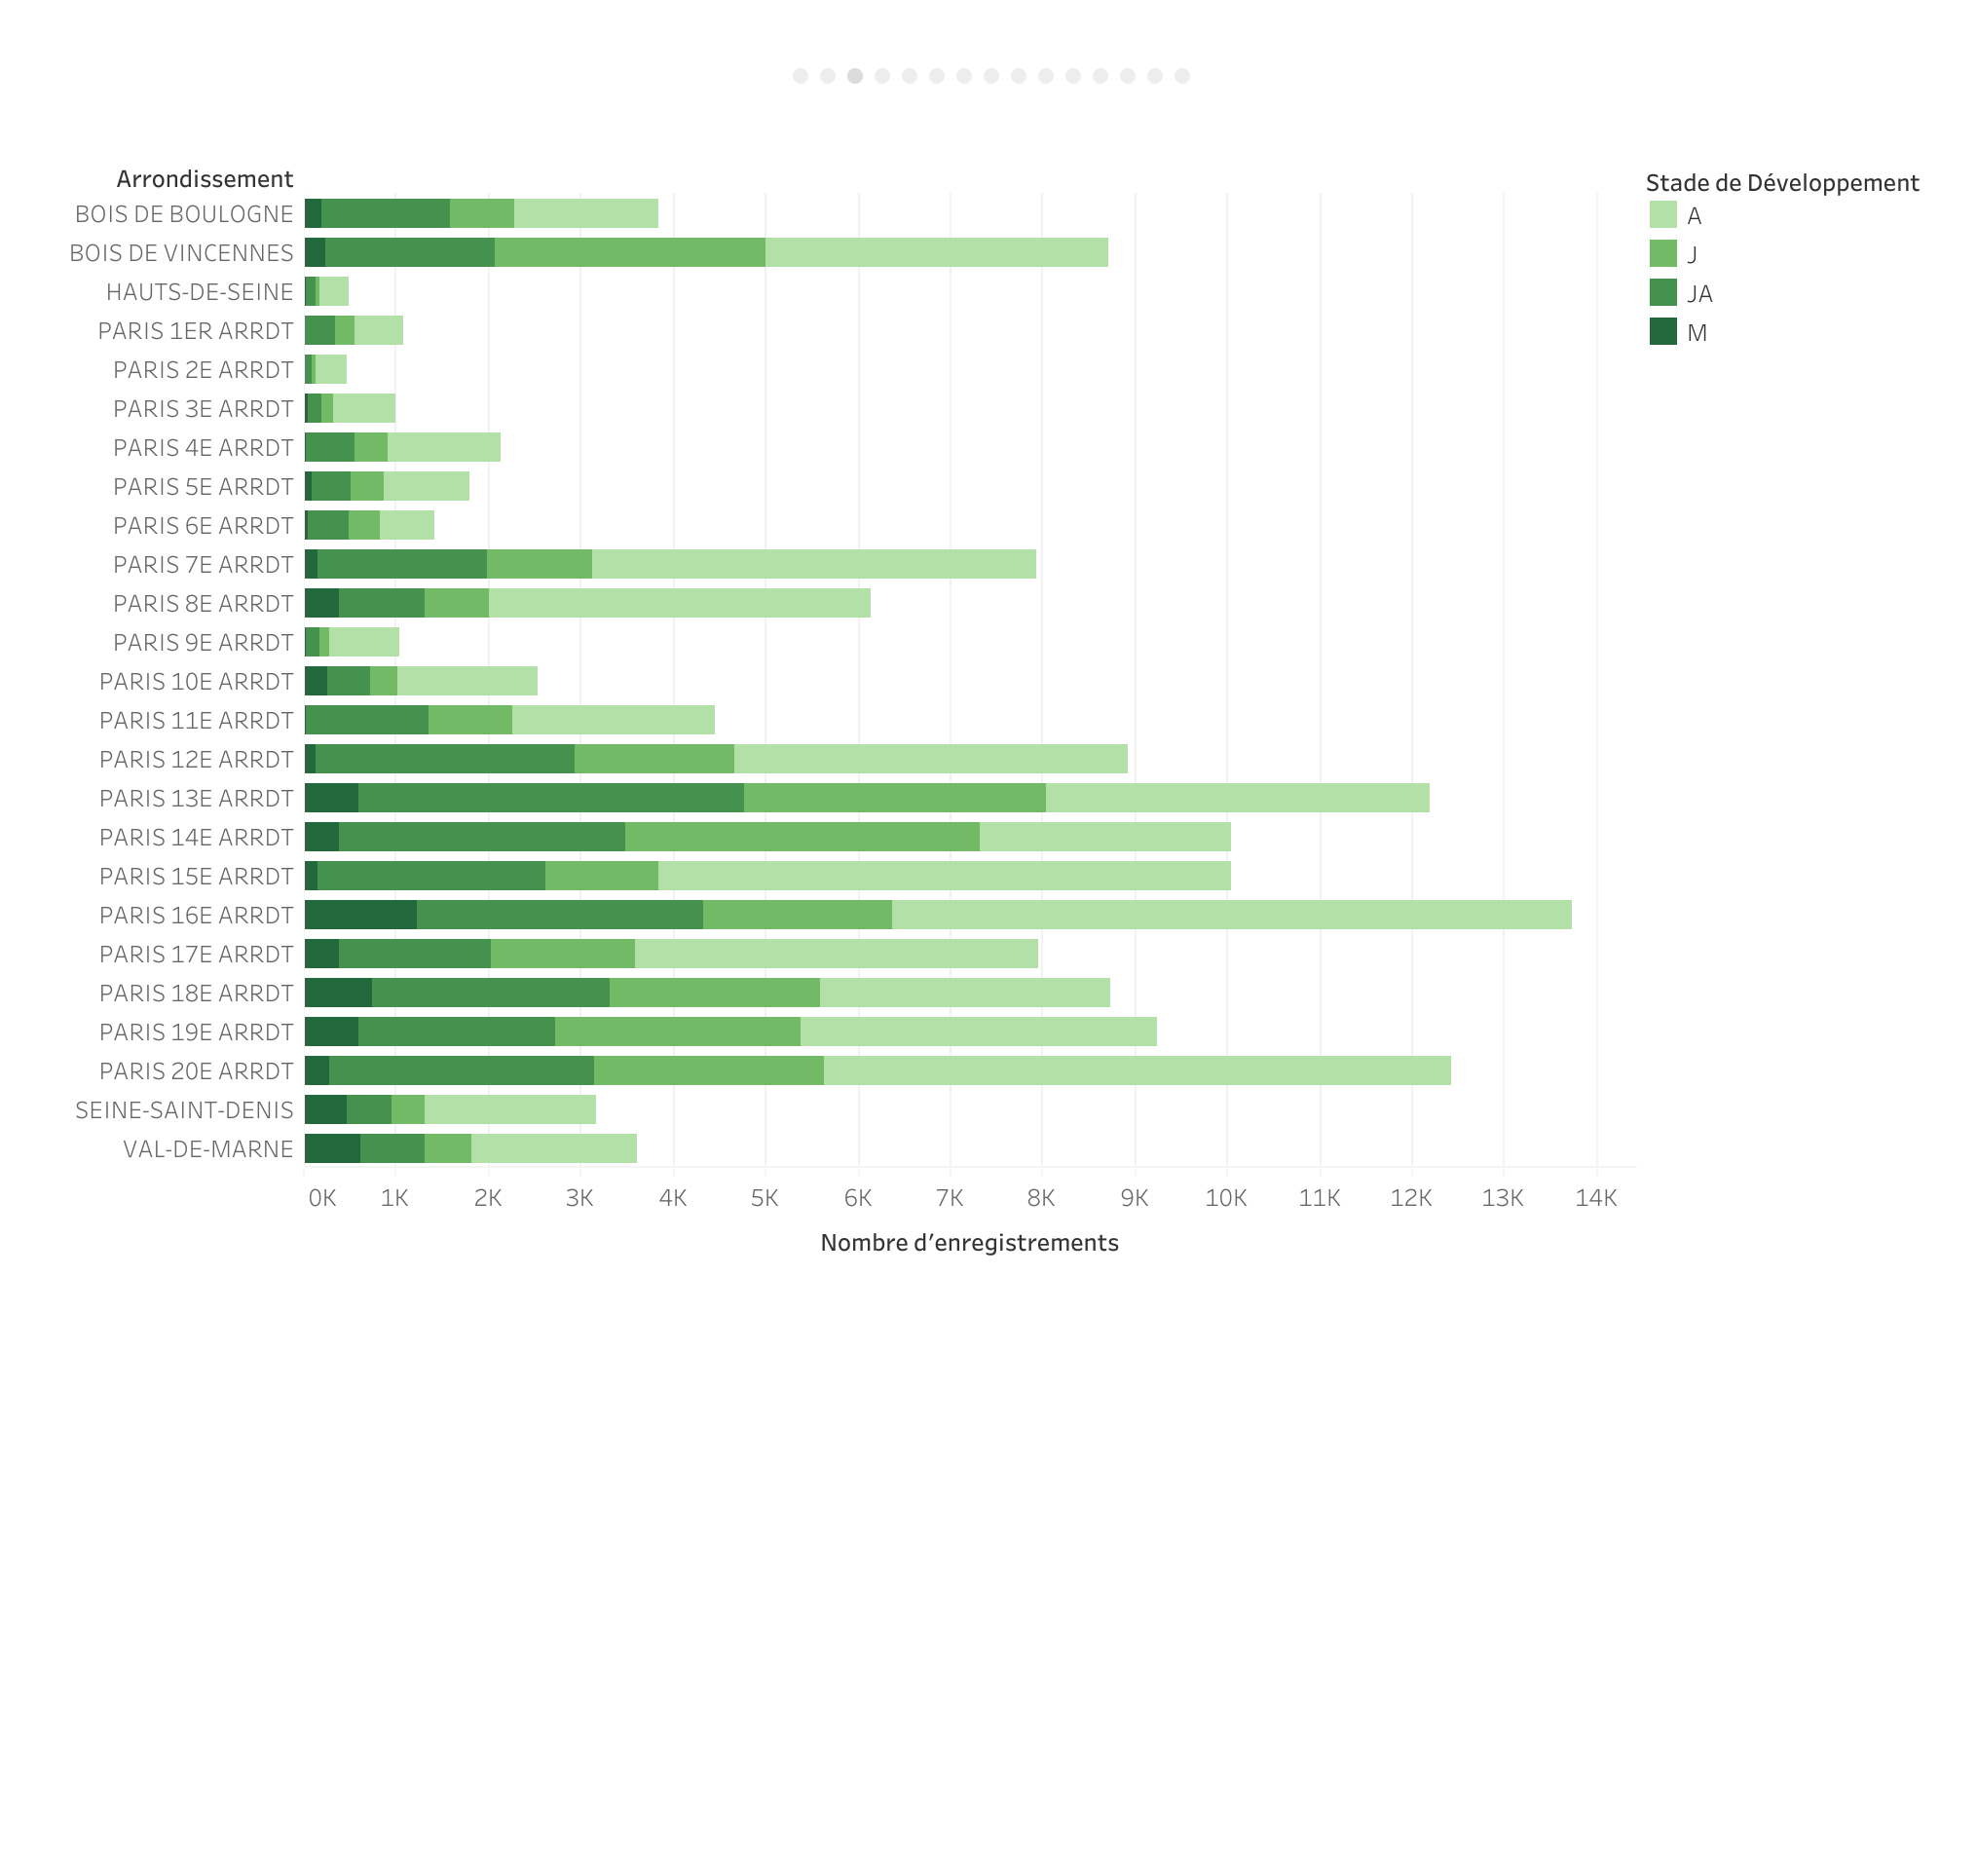 Arrondissement
BOIS DE BOULOGNE
BOIS DE VINCENNES
HAUTS-DE-SEINE
PARIS 1ER ARRDT
PARIS 2E ARRDT
PARIS 3E ARRDT
PARIS 4E ARRDT
PARIS 5E ARRDT
PARIS 6E ARRDT
PARIS 7E ARRDT
PARIS 8E ARRDT
PARIS 9E ARRDT
PARIS 10E ARRDT
PARIS 11E ARRDT
PARIS 12E ARRDT
PARIS 13E ARRDT
PARIS 14E ARRDT
PARIS 15E ARRDT
PARIS 16E ARRDT
PARIS 17E ARRDT
PARIS 18E ARRDT
PARIS 19E ARRDT
PARIS 20E ARRDT
SEINE-SAINT-DENIS
VAL-DE-MARNE
0K 1K 2K 3K 4K 5K 6K 7K 8K 9K 10K 11K 12K 13K 14K
Nombre d’enregistrements
Stade de Développement
A
J
JA
M